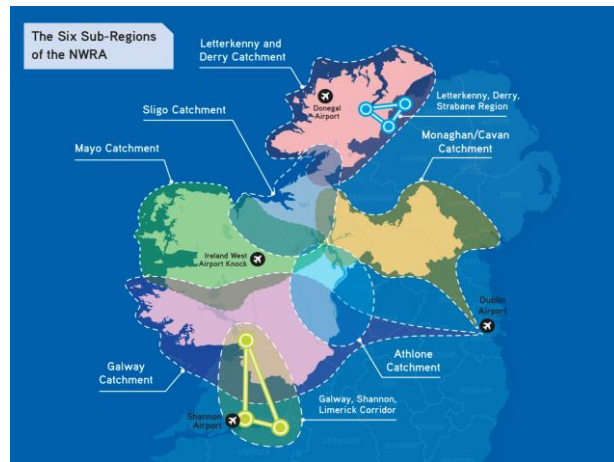 The Six Sub-Regions
of the NWRA
Letterkenny and
Derry Catchment
Donegal
Airport
Letterkenny, Derry,
Strabane Region
Sligo Catchment
Monaghan/Cavan
Catchment
Mayo Catchment
Ireland West
Airport Knock
Dublin
Airport
Galway
Catchment
Athlone
Catchment
Shannon
Airport
Galway, Shannon,
Limerick Corridor